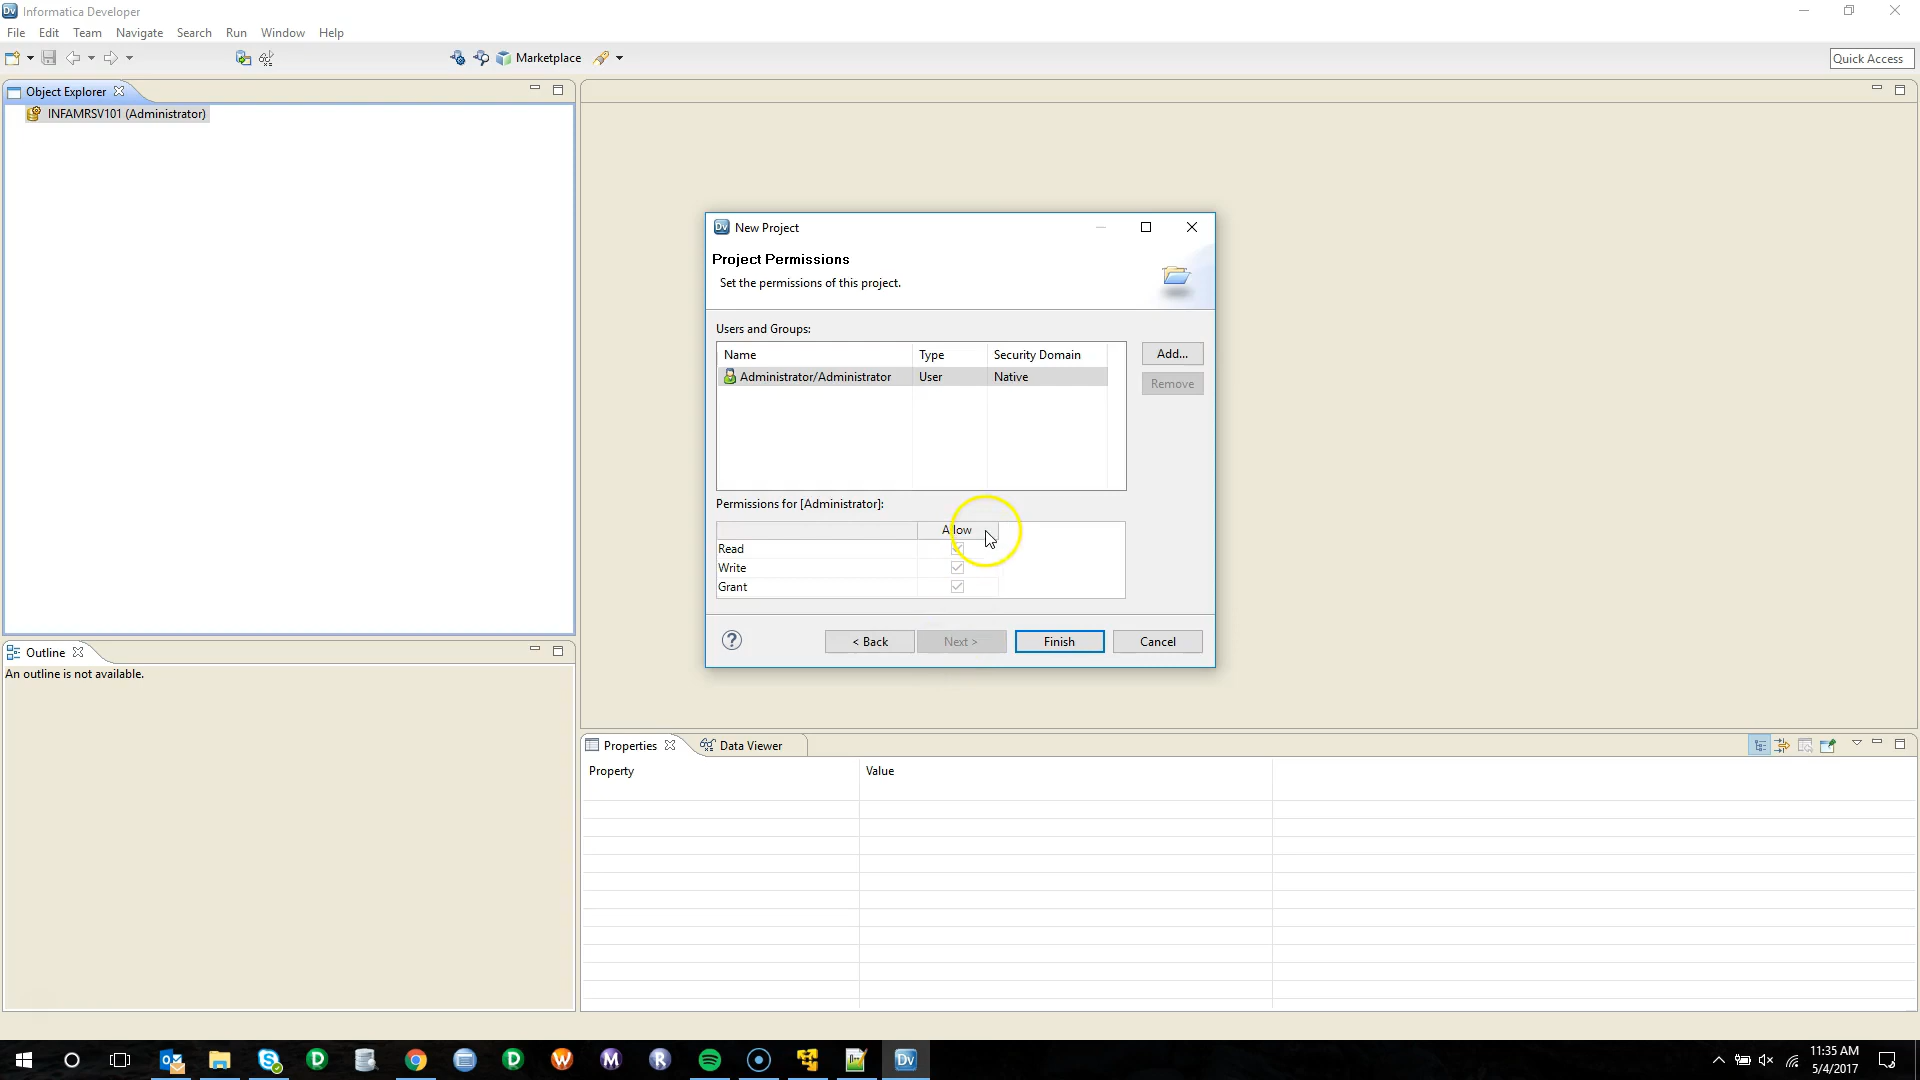 Informatica Developer
File Edit Team Navigate Search Run Window Help
Marketplace
Quick Access
Object Explorer
INFAMRSV101 (Administrator)
New Project
Project Permissions
Set the permissions of this project.
Users and Groups:
Name Type Security Domain
Administrator/Administrator User Native
Add...
Remove
Permissions for [Administrator]:
Allow
Read
Write
Grant
< Back Next > Finish Cancel
Outline
An outline is not available.
Properties Data Viewer
Property Value
11:35 AM
5/4/2017